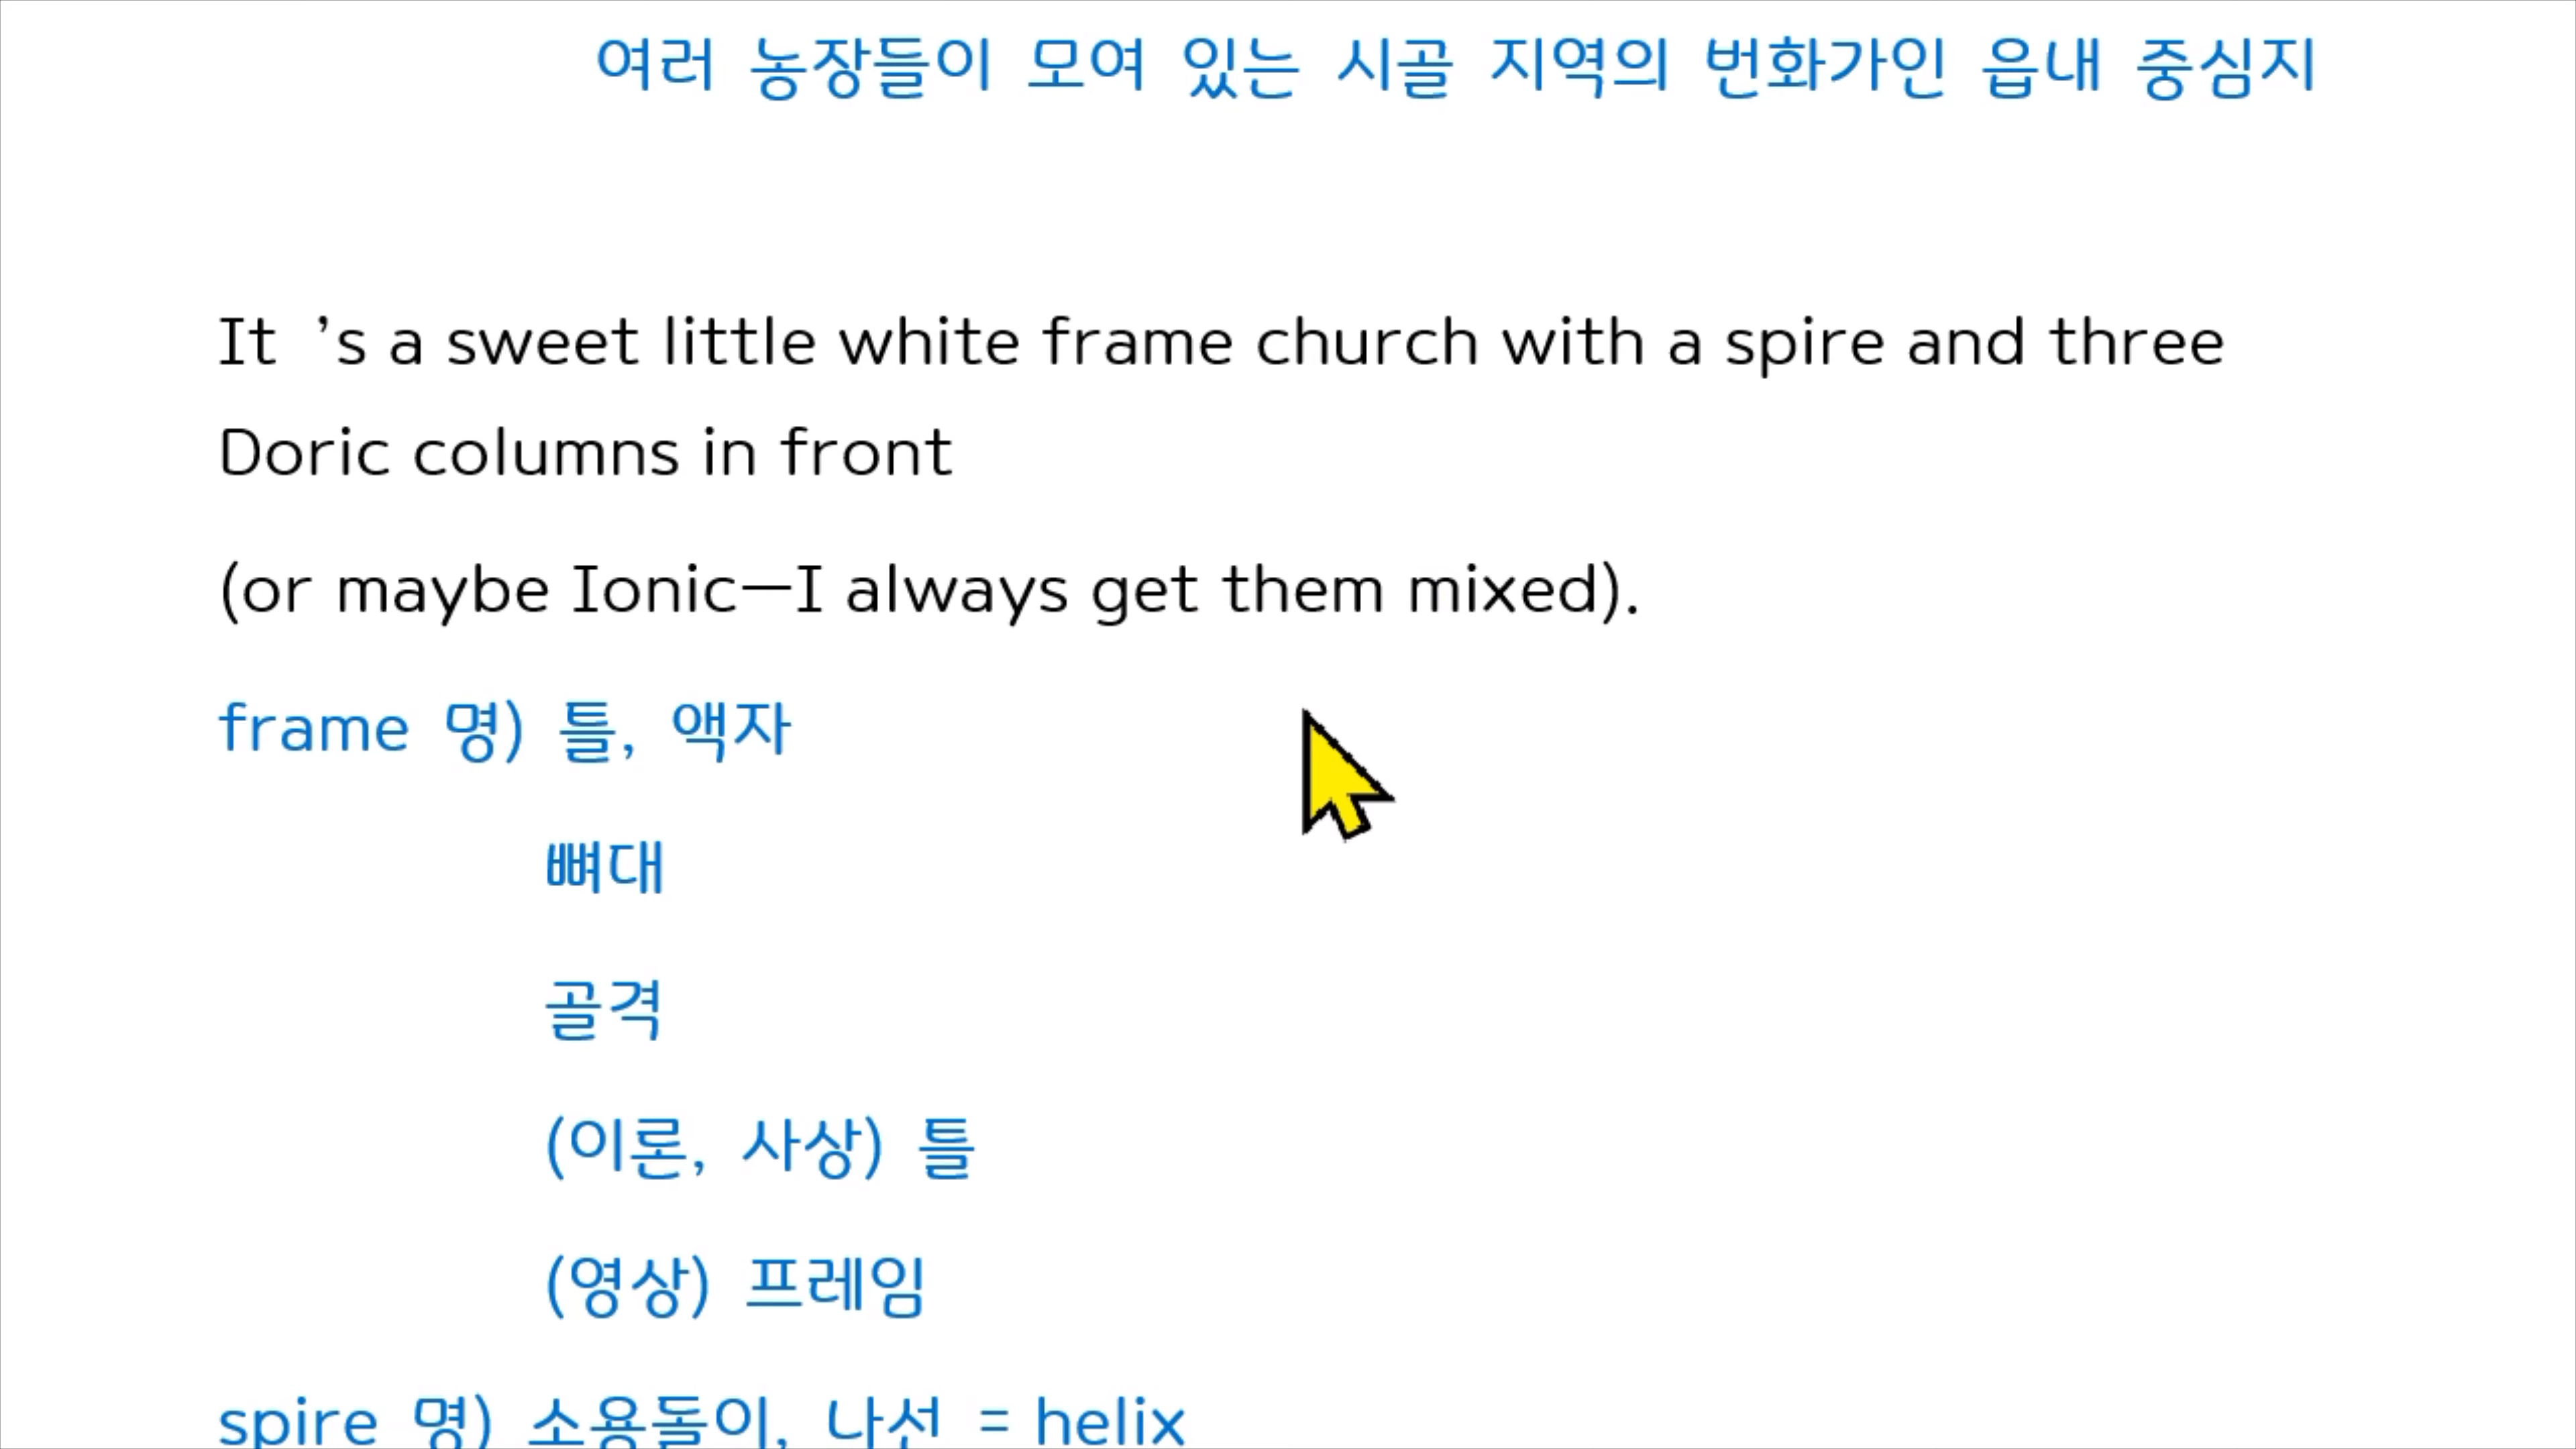 여러 농장들이 모여 있는 시골 지역의 번화가인 읍내 중심지
It ’s a sweet little white frame church with a spire and three
Doric columns in front
(or maybe Ionic—I always get them mixed).
frame 명) 틀, 액자
뼈대
골격
(이론, 사상) 틀
(영상) 프레임
spire 명) 소용돌이, 나선 = helix